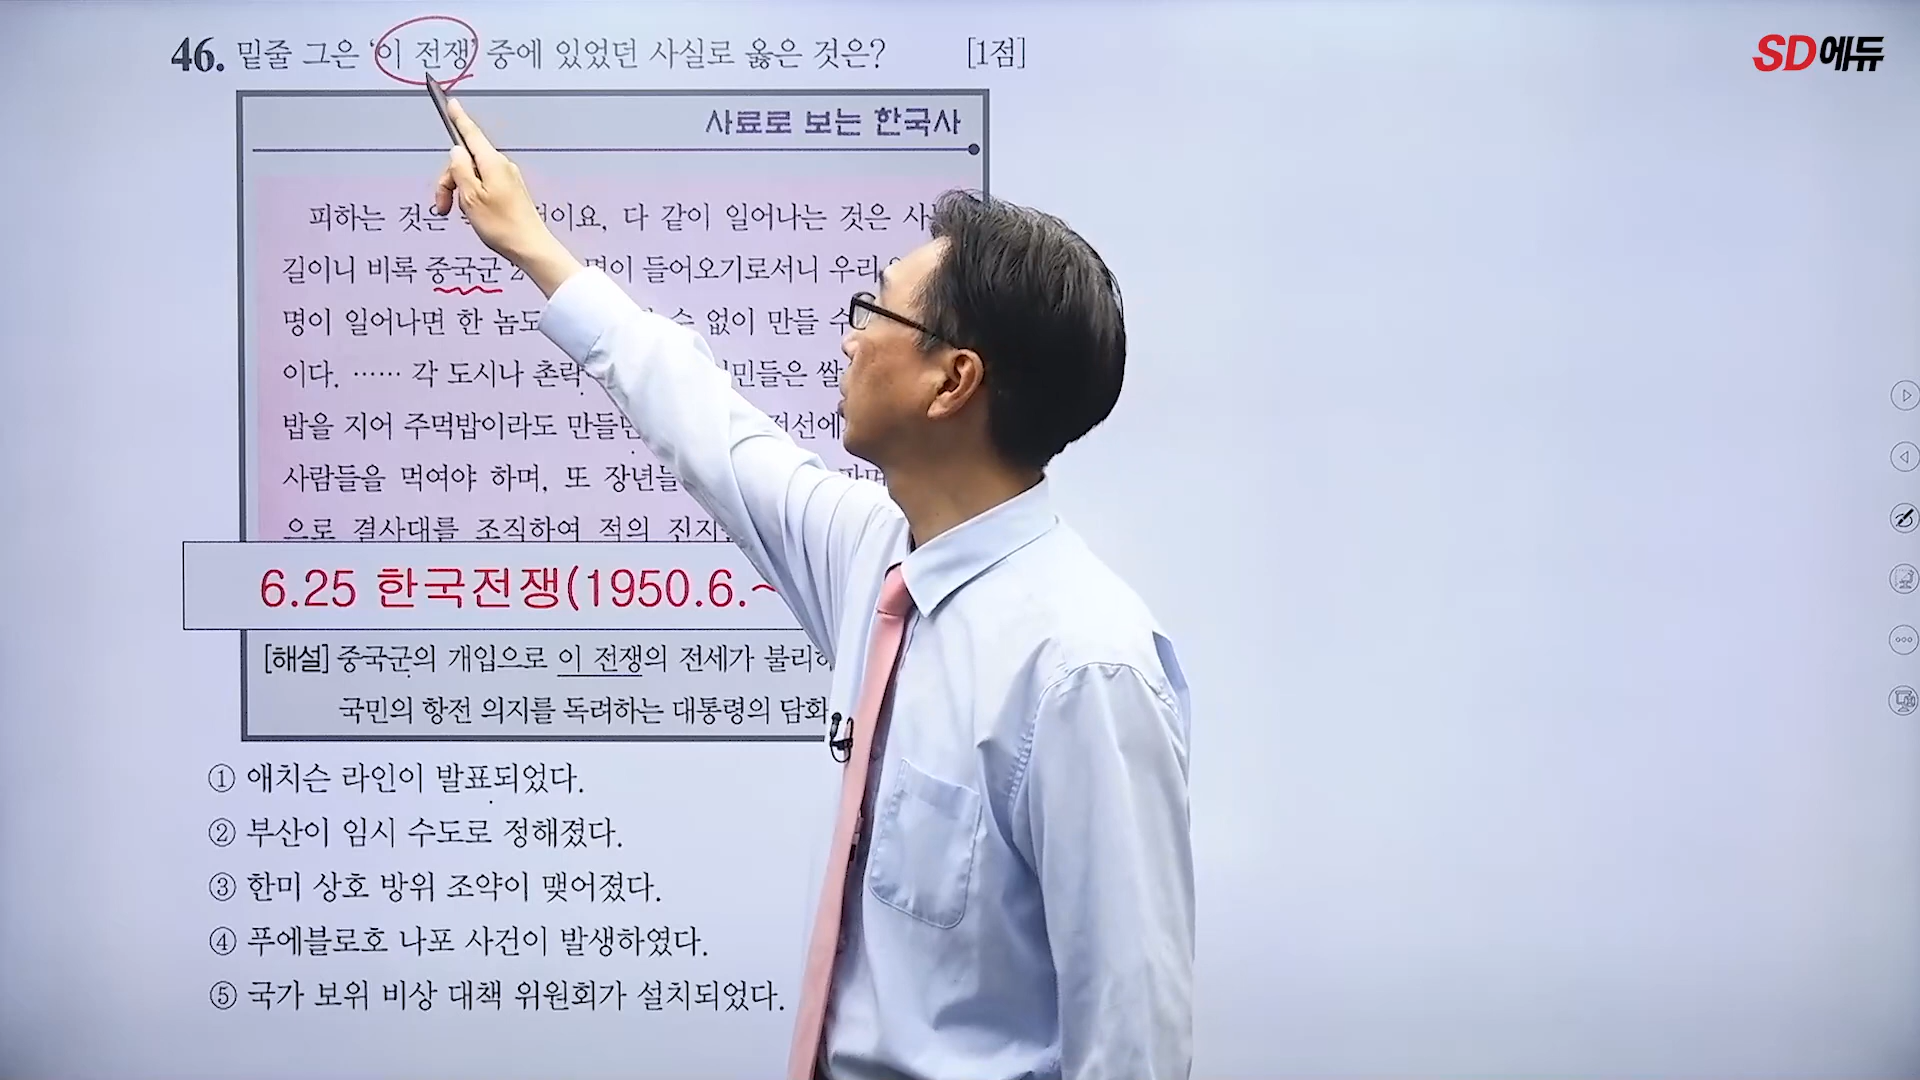 46. 밑줄 그은 '이 전쟁' 중에 있었던 사실로 옳은 것은? [1점]
SD에듀
사료로 보는 한국사
피하는 것은 이요, 다 같이 일어나는 것은
길이니 비록 중국군 명이 들어오기로서니 우리
명이 일어나면 한 놈도 수 없이 만들 수
이다. …… 각 도시나 촌락 은 쌀
밥을 지어 주먹밥이라도 만들
사람들을 먹여야 하며, 또 장년들
으로 결사대를 조직하여 적의 진지
6.25 한국전쟁(1950.6.~
[해설] 중국군의 개입으로 이 전쟁의 전세가 불리
국민의 항전 의지를 독려하는 대통령의 담화
① 애치슨 라인이 발표되었다.
② 부산이 임시 수도로 정해졌다.
③ 한미 상호 방위 조약이 맺어졌다.
④ 푸에블로호 나포 사건이 발생하였다.
⑤ 국가 보위 비상 대책 위원회가 설치되었다.